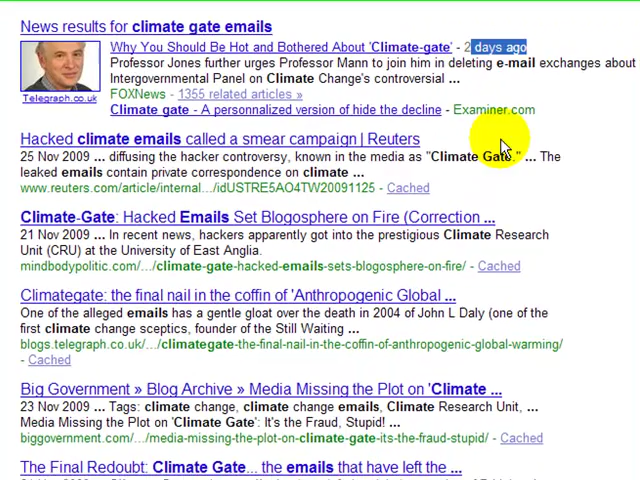 News results for climate gate emails
Why You Should Be Hot and Bothered About 'Climate-gate' - 2 days ago
Professor Jones further urges Professor Mann to join him in deleting e-mail exchanges about
Intergovernmental Panel on Climate Change's controversial ...
FOXNews - 1355 related articles »
Telegraph.co.uk
Climate gate - A personnalized version of hide the decline - Examiner.com
Hacked climate emails called a smear campaign | Reuters
25 Nov 2009 ... diffusing the hacker controversy, known in the media as "Climate Gate." ... The
leaked emails contain private correspondence on climate ...
www.reuters.com/article/internal.../idUSTRE5AO4TW20091125 - Cached
Climate-Gate: Hacked Emails Set Blogosphere on Fire (Correction ...
21 Nov 2009 ... In recent news, hackers apparently got into the prestigious Climate Research
Unit (CRU) at the University of East Anglia.
mindbodypolitic.com/.../climate-gate-hacked-emails-sets-blogosphere-on-fire/ - Cached
Climategate: the final nail in the coffin of 'Anthropogenic Global ...
One of the alleged emails has a gentle gloat over the death in 2004 of John L Daly (one of the
first climate change sceptics, founder of the Still Waiting ...
blogs.telegraph.co.uk/.../climategate-the-final-nail-in-the-coffin-of-anthropogenic-global-warming/
- Cached
Big Government » Blog Archive » Media Missing the Plot on 'Climate ...
23 Nov 2009 ... Tags: climate change, climate change emails, Climate Research Unit, ...
Media Missing the Plot on 'Climate Gate': It's the Fraud, Stupid! ...
biggovernment.com/.../media-missing-the-plot-on-climate-gate-its-the-fraud-stupid/ - Cached
The Final Redoubt: Climate Gate... the emails that have left the ...